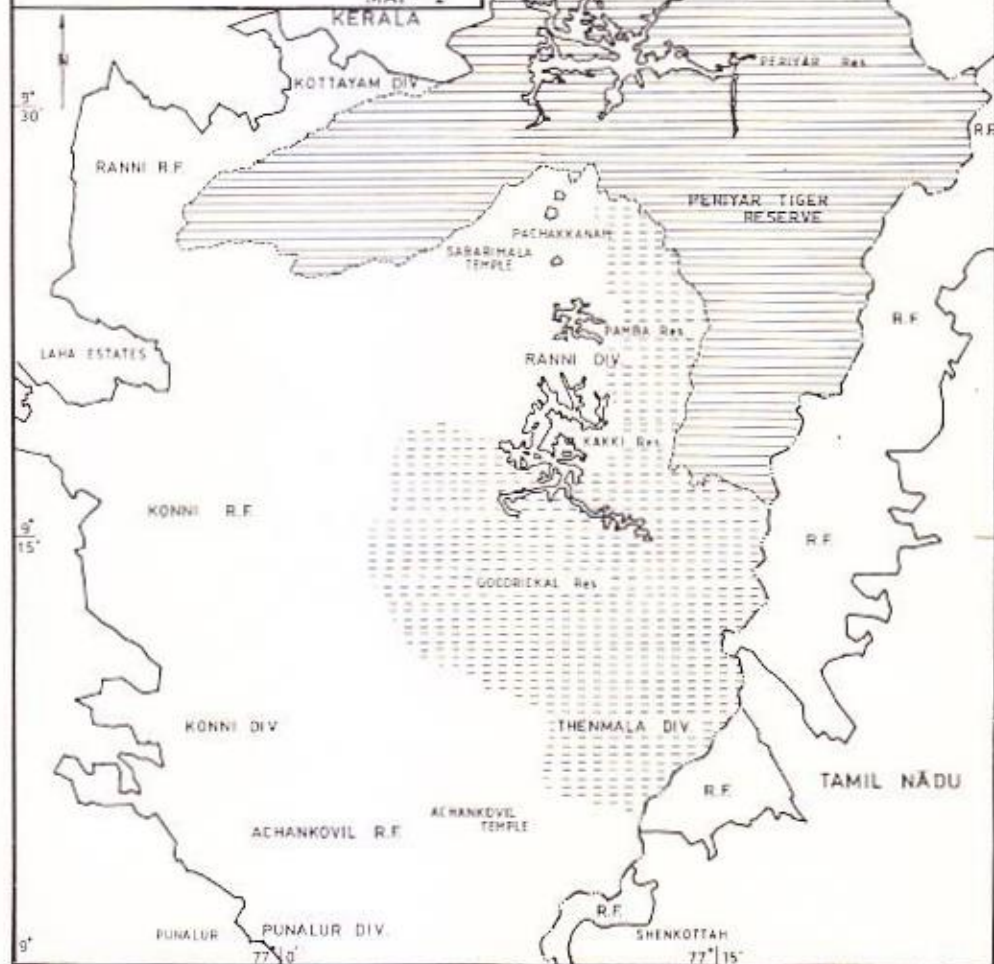 KERALA
N
PERIYAR Res.
KOTTAYAM DIV
9°
30'
R.F.
RANNI R.F.
PERIYAR TIGER
RESERVE
PACHAKKANAM
SABARIMALA
TEMPLE
R.F.
PAMBA Res.
LAHA ESTATES
RANNI DIV.
KAKKI Res.
KONNI R.F.
9°
15'
R.F.
GOODRICKAL Res
KONNI DIV
THENMALA DIV.
TAMIL NĀDU
R.F.
ACHANKOVIL
TEMPLE
ACHANKOVIL R.F.
R.F.
PUNALUR
PUNALUR DIV.
SHENKOTTAH
9°
77° 0'
77° 15'